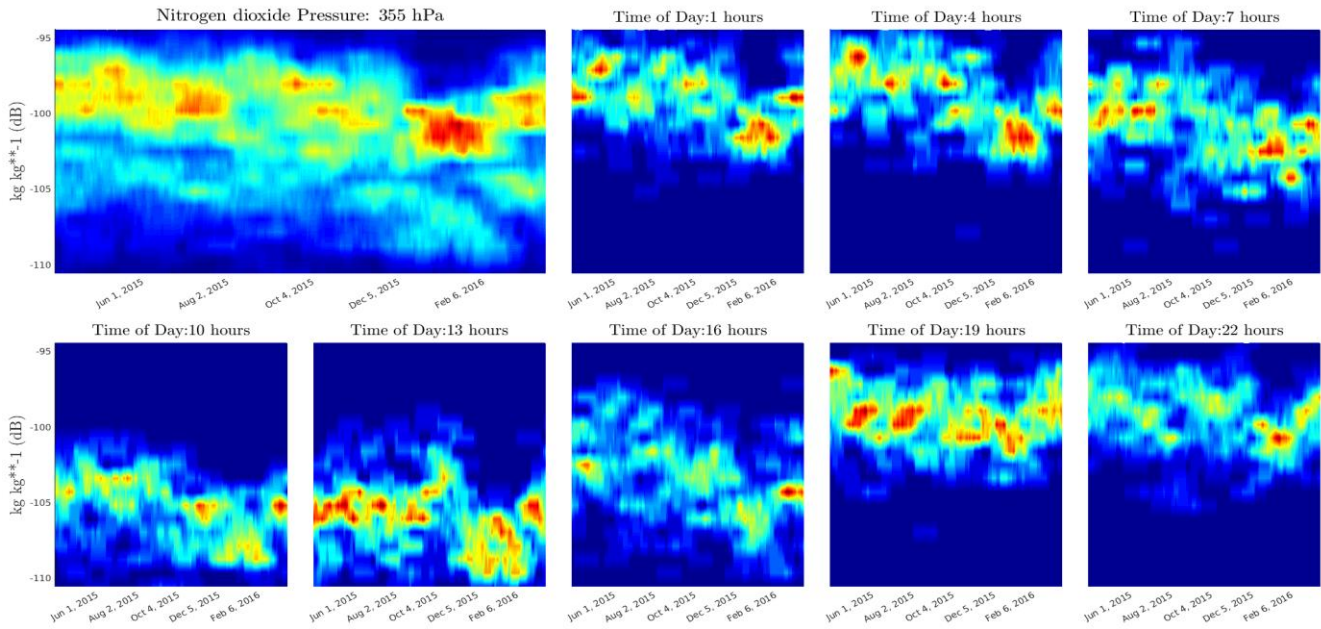 Nitrogen dioxide Pressure: 355 hPa
Time of Day:1 hours
Time of Day:4 hours
Time of Day:7 hours
kg kg**-1 (dB)
-95
-100
-105
-110
Jun 1, 2015
Aug 2, 2015
Oct 4, 2015
Dec 5, 2015
Feb 6, 2016
Jun 1, 2015
Aug 2, 2015
Oct 4, 2015
Dec 5, 2015
Feb 6, 2016
Jun 1, 2015
Aug 2, 2015
Oct 4, 2015
Dec 5, 2015
Feb 6, 2016
Jun 1, 2015
Aug 2, 2015
Oct 4, 2015
Dec 5, 2015
Feb 6, 2016
Time of Day:10 hours
Time of Day:13 hours
Time of Day:16 hours
Time of Day:19 hours
Time of Day:22 hours
kg kg**-1 (dB)
-95
-100
-105
-110
Jun 1, 2015
Aug 2, 2015
Oct 4, 2015
Dec 5, 2015
Feb 6, 2016
Jun 1, 2015
Aug 2, 2015
Oct 4, 2015
Dec 5, 2015
Feb 6, 2016
Jun 1, 2015
Aug 2, 2015
Oct 4, 2015
Dec 5, 2015
Feb 6, 2016
Jun 1, 2015
Aug 2, 2015
Oct 4, 2015
Dec 5, 2015
Feb 6, 2016
Jun 1, 2015
Aug 2, 2015
Oct 4, 2015
Dec 5, 2015
Feb 6, 2016